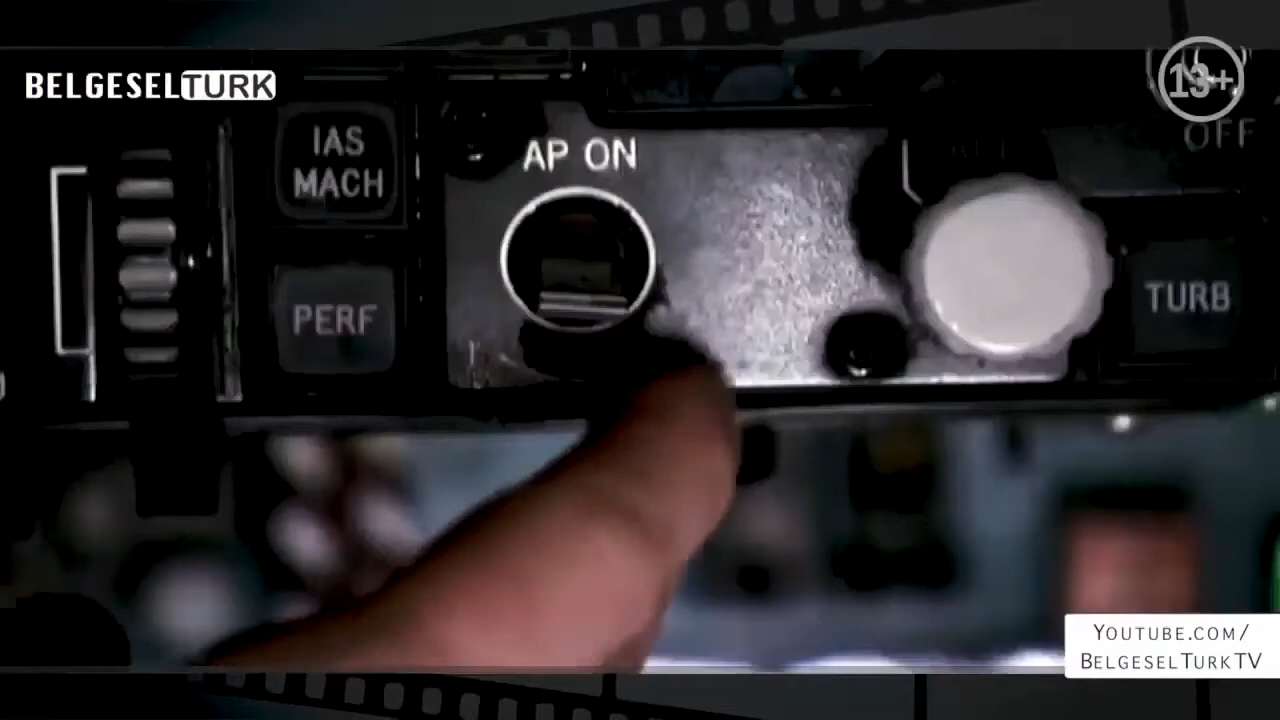 BELGESELTURK
13+
OFF
IAS
MACH
AP ON
PERF
TURB
YOUTUBE.COM/
BELGESELTURKTV